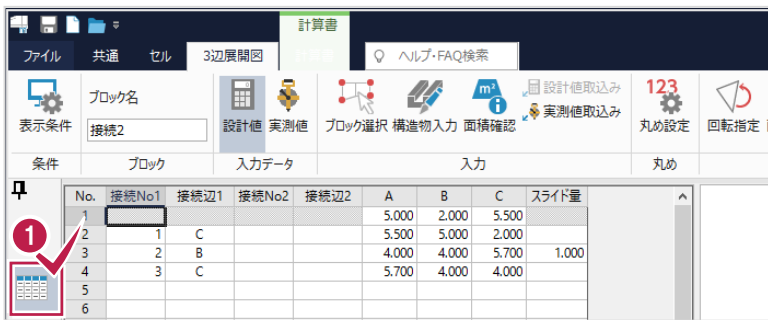 計算書
ファイル 共通 セル 3辺展開図 ヘルプ・FAQ検索
表示条件 ブロック名 接続2 設計値 実測値 ブロック選択 構造物入力 m² 面積確認 設計値取込み 実測値取込み 123 丸め設定 回転指定
条件 ブロック 入力データ 入力 丸め
No. 接続No1 接続辺1 接続No2 接続辺2 A B C スライド量
1 5.000 2.000 5.500
2 1 C 5.500 5.000 2.000
3 2 B 4.000 4.000 5.700 1.000
4 3 C 5.700 4.000 4.000
5
6
1